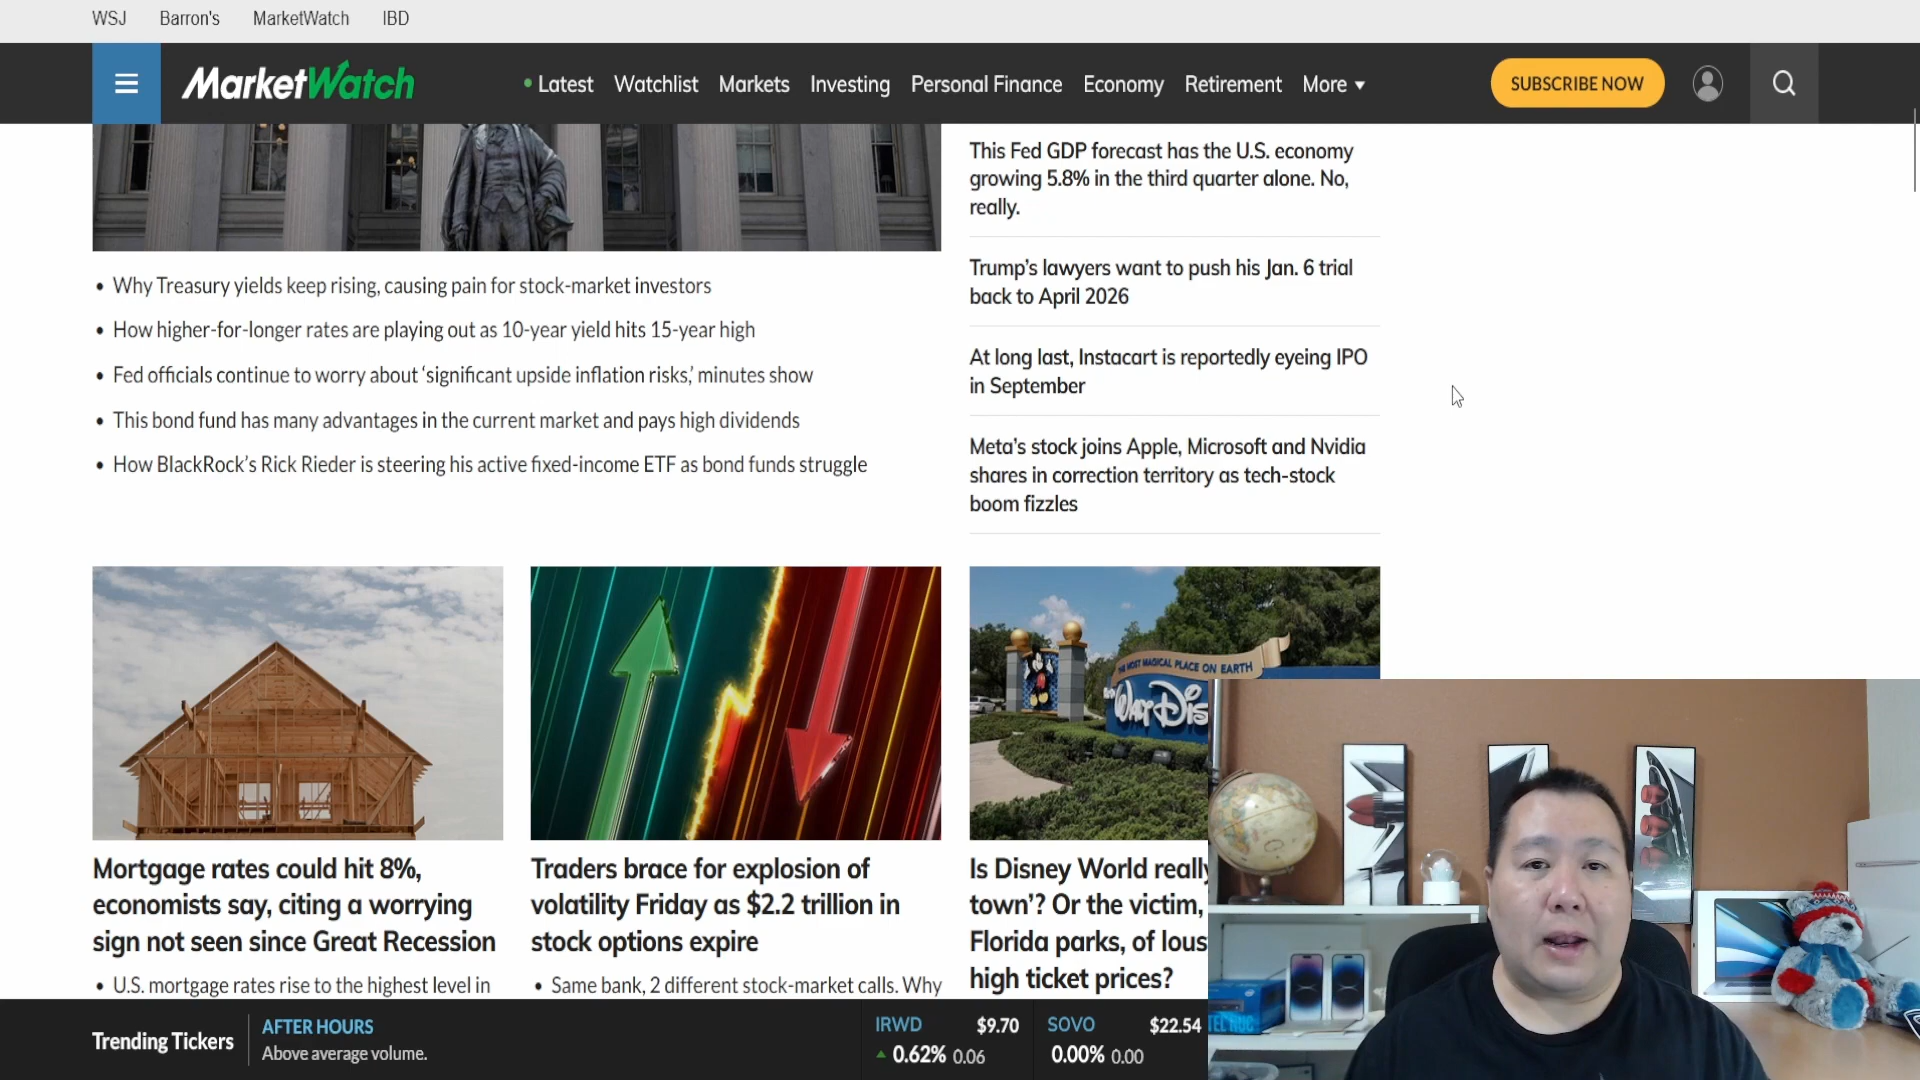 WSJ
Barron's
MarketWatch
IBD
MarketWatch
Latest
Watchlist
Markets
Investing
Personal Finance
Economy
Retirement
More
SUBSCRIBE NOW
• Why Treasury yields keep rising, causing pain for stock-market investors
• How higher-for-longer rates are playing out as 10-year yield hits 15-year high
• Fed officials continue to worry about ‘significant upside inflation risks,’ minutes show
• This bond fund has many advantages in the current market and pays high dividends
• How BlackRock’s Rick Rieder is steering his active fixed-income ETF as bond funds struggle
This Fed GDP forecast has the U.S. economy
growing 5.8% in the third quarter alone. No,
really.
Trump’s lawyers want to push his Jan. 6 trial
back to April 2026
At long last, Instacart is reportedly eyeing IPO
in September
Meta’s stock joins Apple, Microsoft and Nvidia
shares in correction territory as tech-stock
boom fizzles
Mortgage rates could hit 8%,
economists say, citing a worrying
sign not seen since Great Recession
• U.S. mortgage rates rise to the highest level in
Traders brace for explosion of
volatility Friday as $2.2 trillion in
stock options expire
• Same bank, 2 different stock-market calls. Why
THE MOST MAGICAL PLACE ON EARTH
WALT DIS
Is Disney World really
town’? Or the victim,
Florida parks, of lous
high ticket prices?
Trending Tickers
AFTER HOURS
Above average volume.
IRWD $9.70
0.62% 0.06
SOVO $22.54
0.00% 0.00